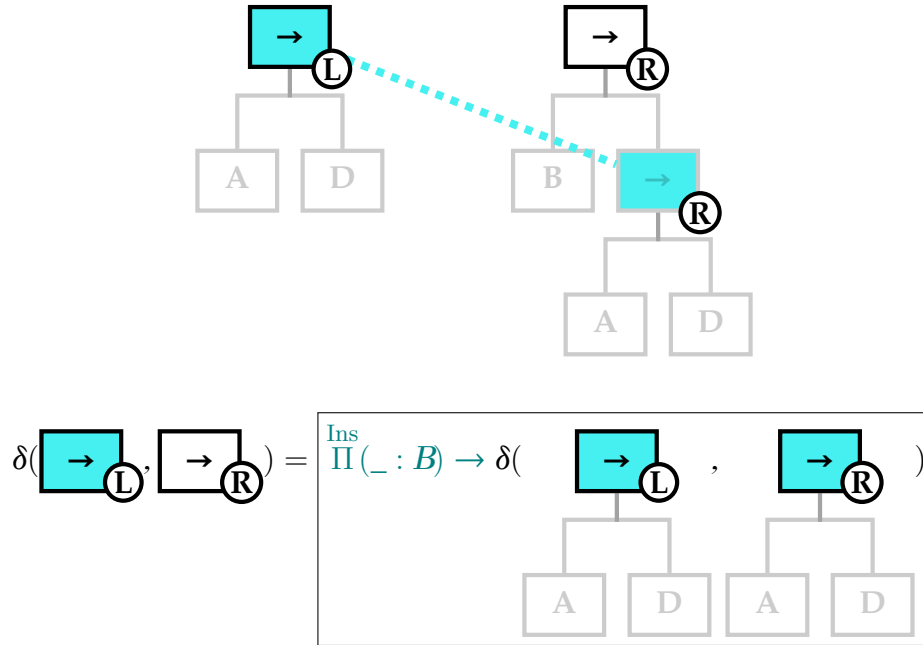 → →
L R
A D B →
R
A D
Ins
δ( → L , → R ) = Π(_ : B) → δ( → L , → R )
A D A D